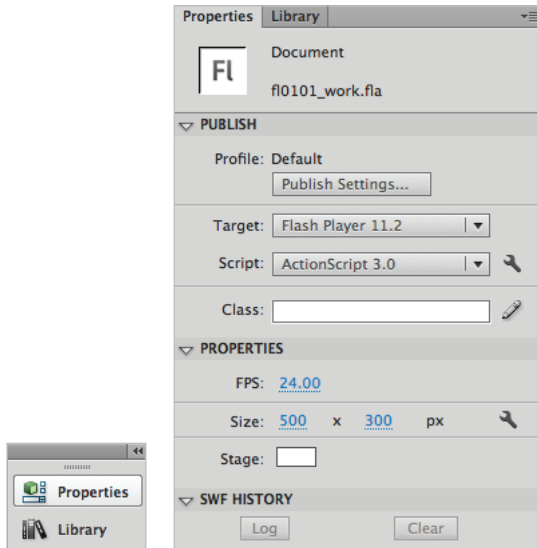 Properties Library
Fl
Document
fl0101_work.fla
PUBLISH
Profile: Default
Publish Settings...
Target: Flash Player 11.2
Script: ActionScript 3.0
Class:
PROPERTIES
FPS: 24.00
Size: 500 x 300 px
Stage:
SWF HISTORY
Log Clear
Properties
Library